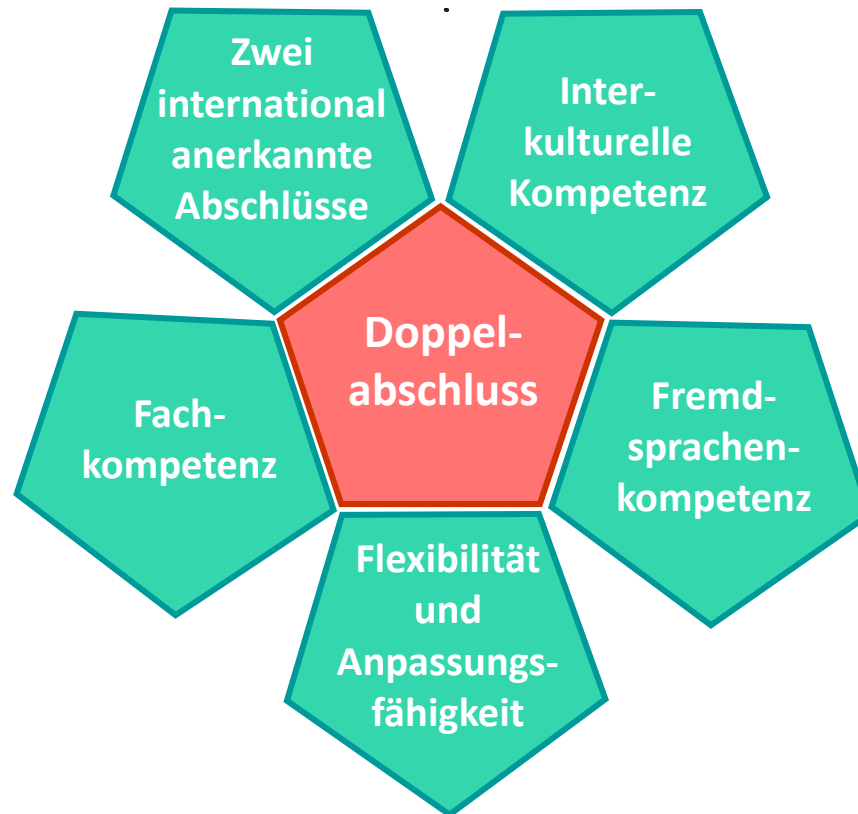 Zwei
international
anerkannte
Abschlüsse
Inter-
kulturelle
Kompetenz
Doppel-
abschluss
Fach-
kompetenz
Fremd-
sprachen-
kompetenz
Flexibilität
und
Anpassungs-
fähigkeit